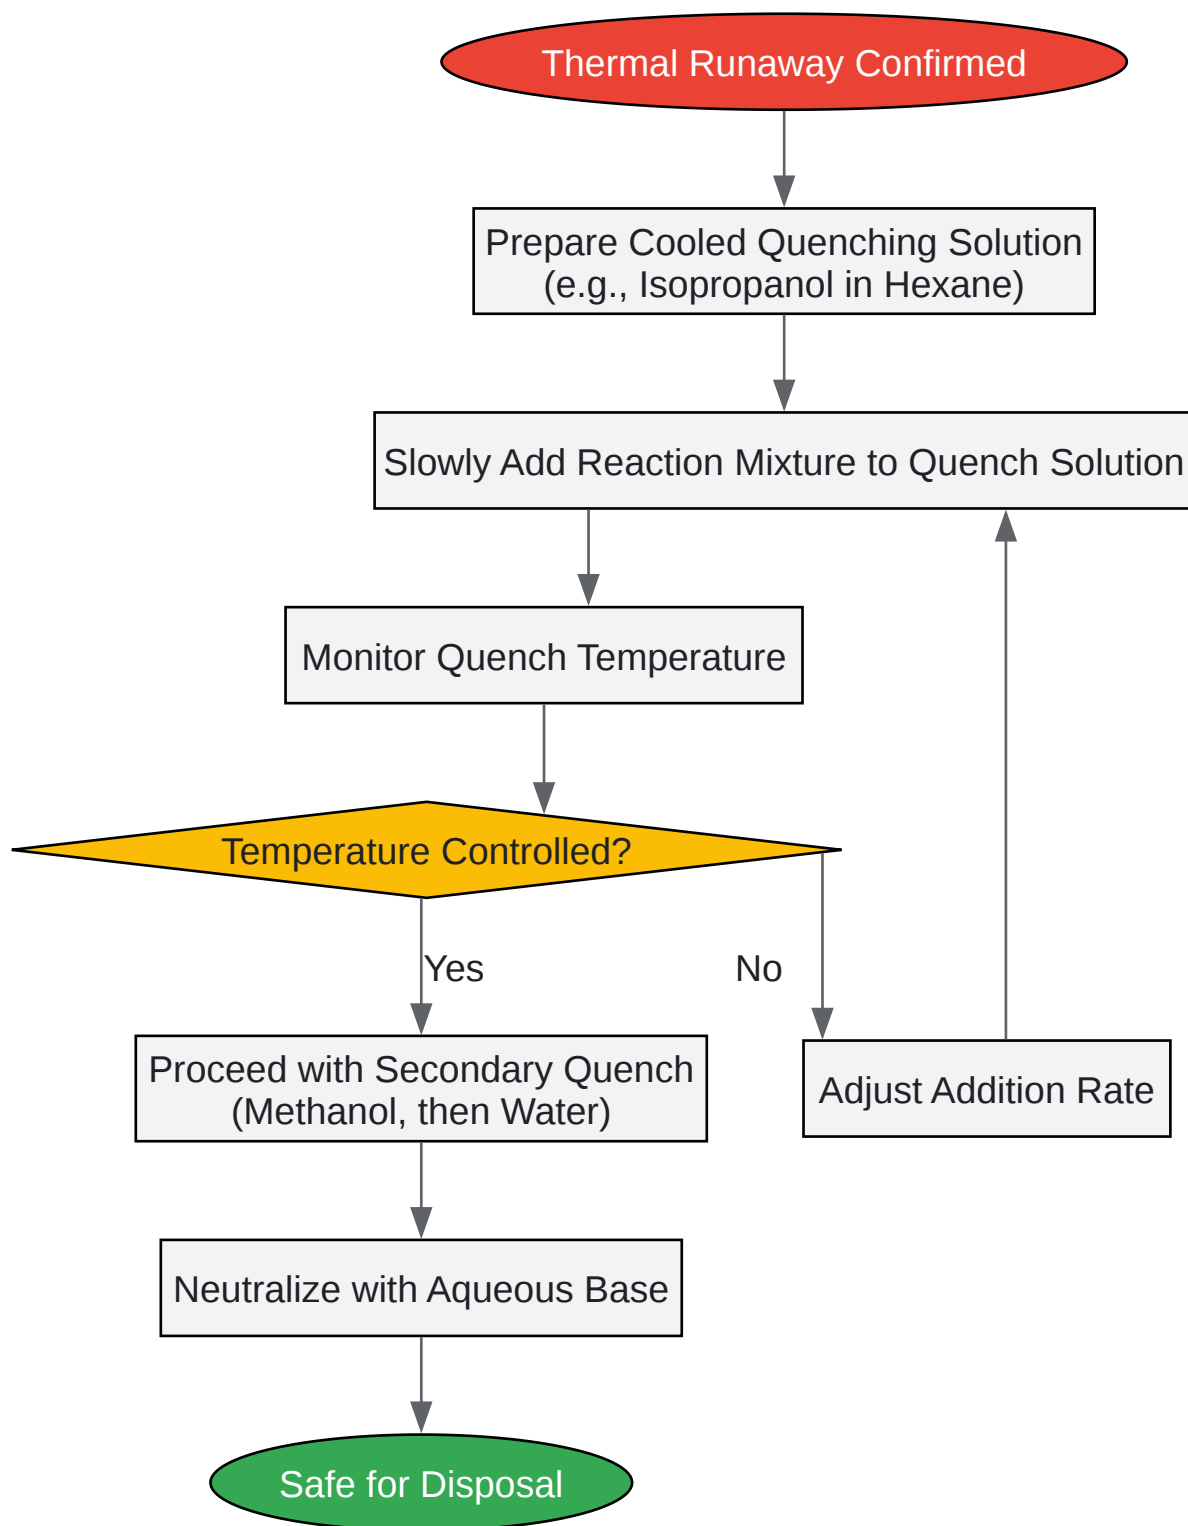 Thermal Runaway Confirmed
Prepare Cooled Quenching Solution
(e.g., Isopropanol in Hexane)
Slowly Add Reaction Mixture to Quench Solution
Monitor Quench Temperature
Temperature Controlled?
Yes
No
Proceed with Secondary Quench
(Methanol, then Water)
Adjust Addition Rate
Neutralize with Aqueous Base
Safe for Disposal